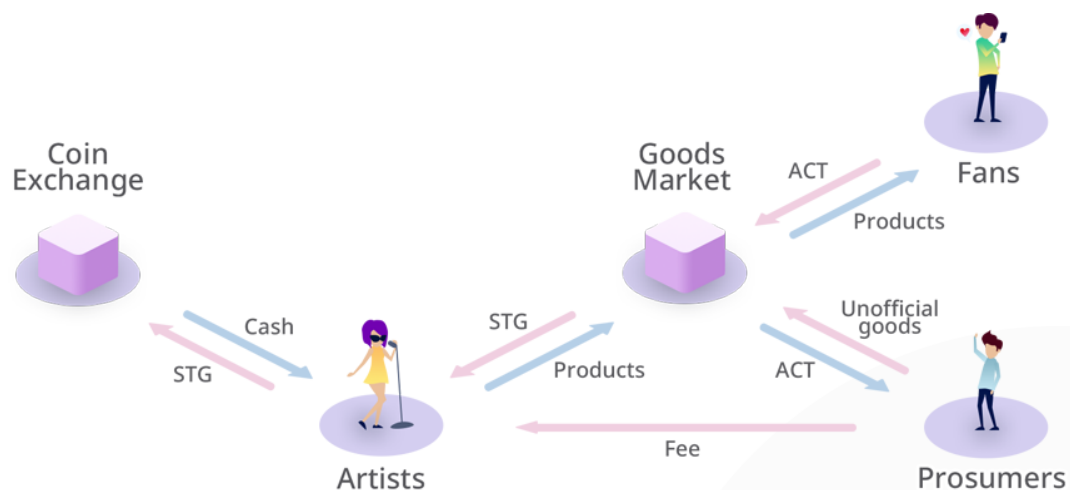 Coin
Exchange
Goods
Market
Fans
ACT
Products
Cash
STG
STG
Products
Unofficial
goods
ACT
Fee
Artists
Prosumers